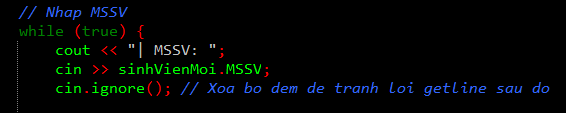 // Nhap MSSV
while (true) {
cout << "| MSSV: ";
cin >> sinhVienMoi.MSSV;
cin.ignore(); // Xoa bo dem de tranh loi getline sau do